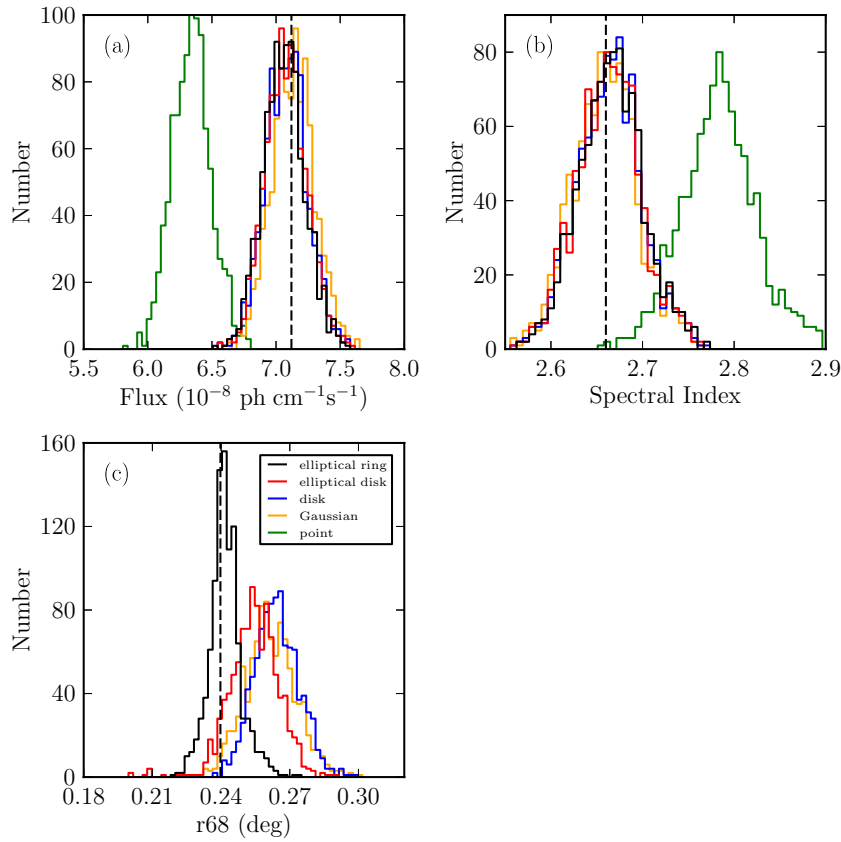 100
80
60
40
20
0
Number
(a)
5.5
6.0
6.5
7.0
7.5
8.0
Flux (10⁻⁸ ph cm⁻¹s⁻¹)
80
60
40
20
0
Number
(b)
2.6
2.7
2.8
2.9
Spectral Index
160
120
80
40
0
Number
(c)
elliptical ring
elliptical disk
disk
Gaussian
point
0.18
0.21
0.24
0.27
0.30
r68 (deg)